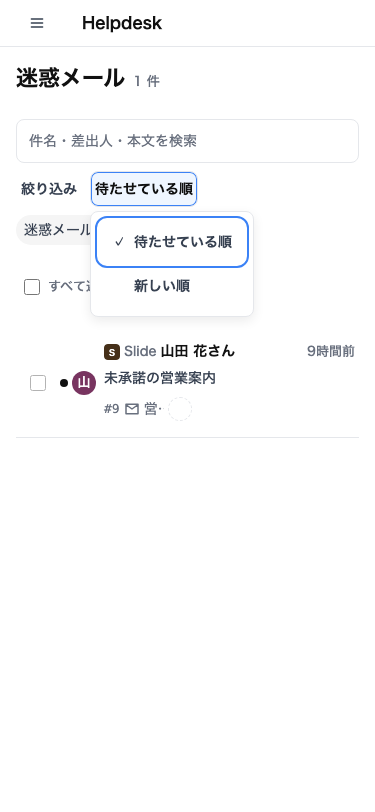 Helpdesk
迷惑メール 1 件
件名・差出人・本文を検索
絞り込み 待たせている順
迷惑メール
✓ 待たせている順
新しい順
すべて
S Slide 山田 花さん 9時間前
山 未承諾の営業案内
#9 営